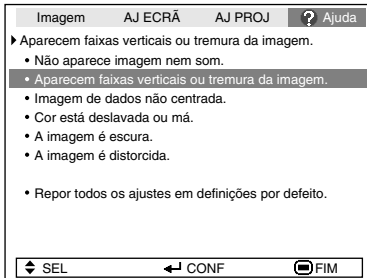 Imagem AJ ECRÃ AJ PROJ ? Ajuda
Aparecem faixas verticais ou tremura da imagem.
• Não aparece imagem nem som.
• Aparecem faixas verticais ou tremura da imagem.
• Imagem de dados não centrada.
• Cor está deslavada ou má.
• A imagem é escura.
• A imagem é distorcida.
• Repor todos os ajustes em definições por defeito.
SEL CONF FIM